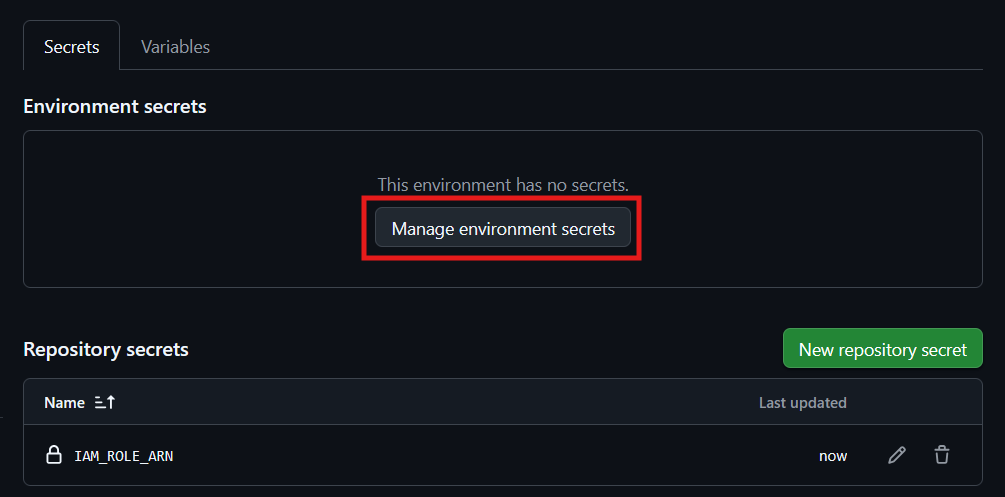 Secrets
Variables
Environment secrets
This environment has no secrets.
Manage environment secrets
Repository secrets
New repository secret
Name
Last updated
IAM_ROLE_ARN
now